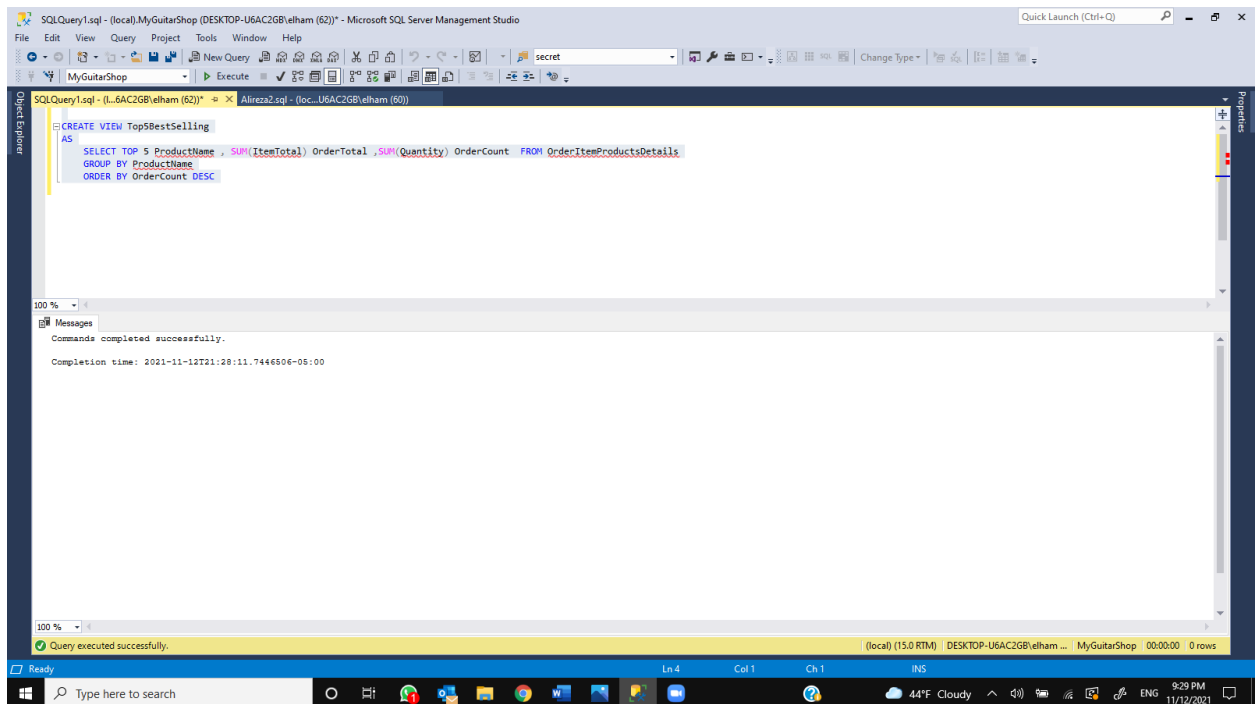 SQLQuery1.sql - (local).MyGuitarShop (DESKTOP-U6AC2GB\elham (62))* - Microsoft SQL Server Management Studio
Quick Launch (Ctrl+Q)
File Edit View Query Project Tools Window Help
New Query
secret
Change Type
MyGuitarShop
Execute
Object Explorer
SQLQuery1.sql - (l...6AC2GB\elham (62))* Alireza2.sql - (loc...U6AC2GB\elham (60))
Properties
CREATE VIEW Top5BestSelling
AS
SELECT TOP 5 ProductName , SUM(ItemTotal) OrderTotal ,SUM(Quantity) OrderCount FROM OrderItemProductsDetails
GROUP BY ProductName
ORDER BY OrderCount DESC
100 %
Messages
Commands completed successfully.
Completion time: 2021-11-12T21:28:11.7446506-05:00
100 %
Query executed successfully. (local) (15.0 RTM) DESKTOP-U6AC2GB\elham ... MyGuitarShop 00:00:00 0 rows
Ready Ln 4 Col 1 Ch 1 INS
Type here to search
44°F Cloudy ENG 9:29 PM
11/12/2021